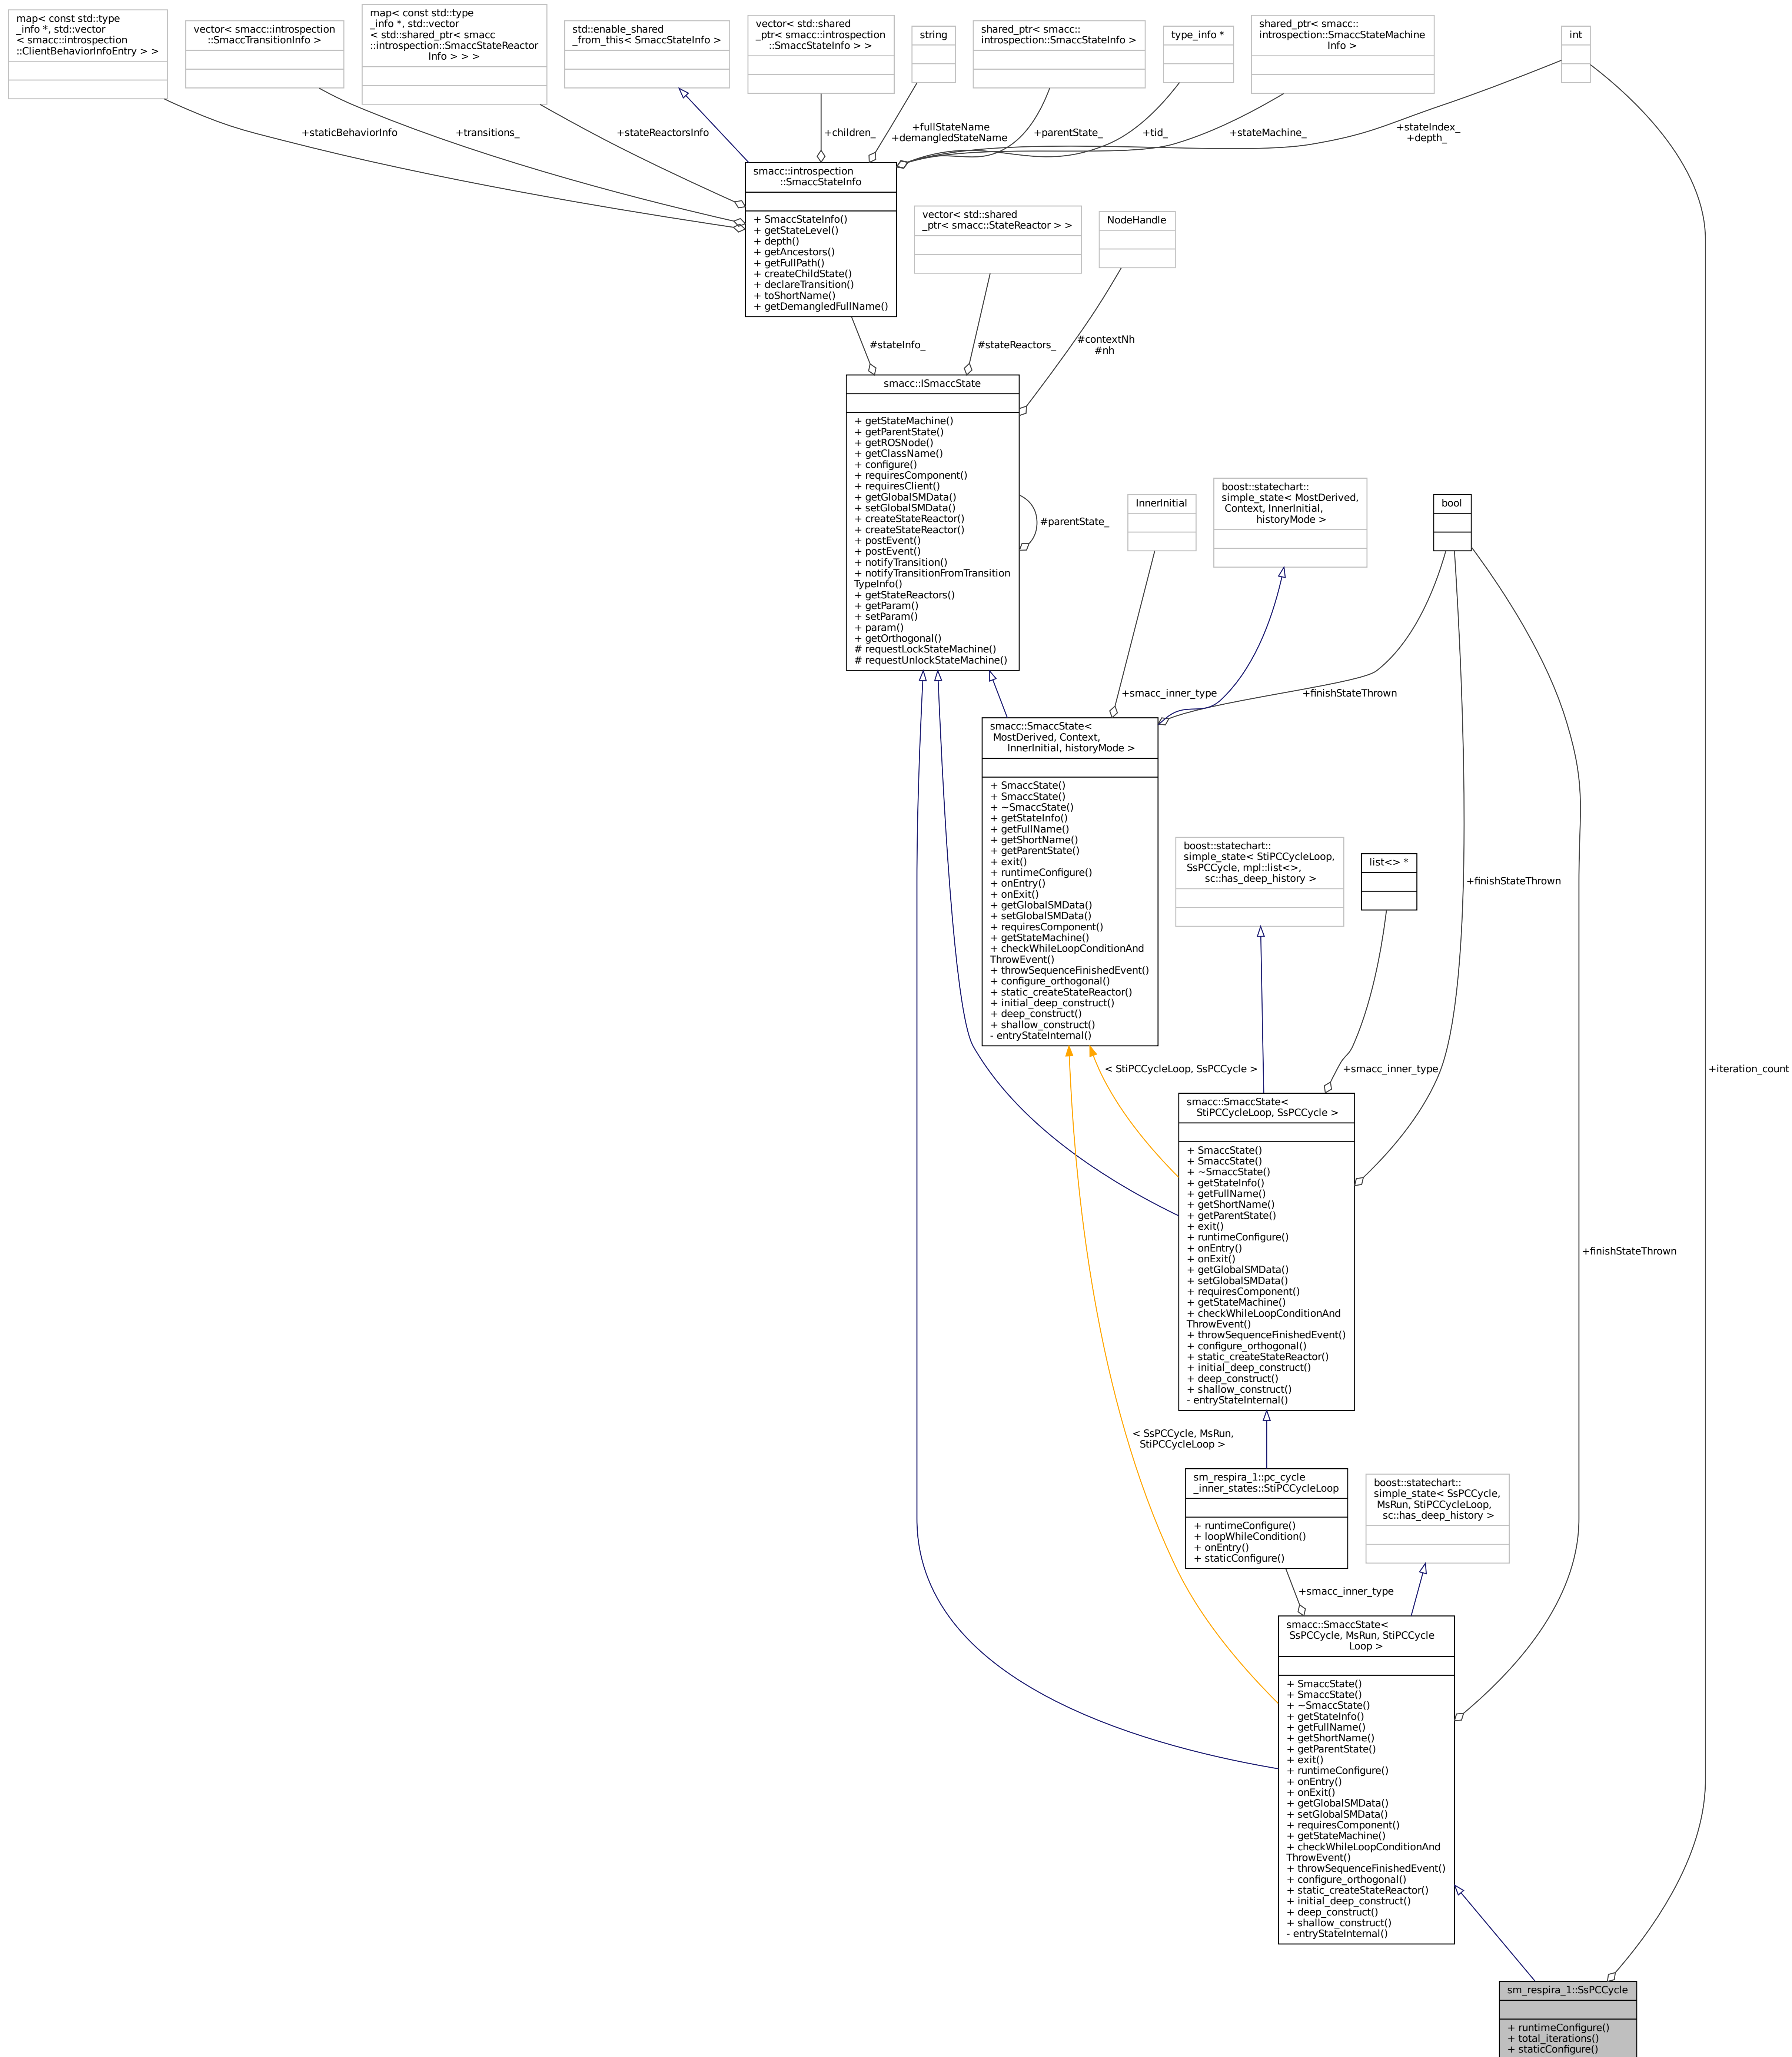 map< const std::type
_info *, std::vector
< smacc::introspection
::ClientBehaviorInfoEntry > >
vector< smacc::introspection
::SmaccTransitionInfo >
map< const std::type
_info *, std::vector
< std::shared_ptr< smacc
::introspection::SmaccStateReactor
Info > > >
std::enable_shared
_from_this< SmaccStateInfo >
vector< std::shared
_ptr< smacc::introspection
::SmaccStateInfo > >
string
shared_ptr< smacc::
introspection::SmaccStateInfo >
type_info *
shared_ptr< smacc::
introspection::SmaccStateMachine
Info >
int
+staticBehaviorInfo
+transitions_
+stateReactorsInfo
+children_
+fullStateName
+demangledStateName
+parentState_
+tid_
+stateMachine_
+stateIndex_
+depth_
smacc::introspection
::SmaccStateInfo
+ SmaccStateInfo()
+ getStateLevel()
+ depth()
+ getAncestors()
+ getFullPath()
+ createChildState()
+ declareTransition()
+ toShortName()
+ getDemangledFullName()
vector< std::shared
_ptr< smacc::StateReactor > >
NodeHandle
#stateInfo_
#stateReactors_
#contextNh
#nh
smacc::ISmaccState
+ getStateMachine()
+ getParentState()
+ getROSNode()
+ getClassName()
+ configure()
+ requiresComponent()
+ requiresClient()
+ getGlobalSMData()
+ setGlobalSMData()
+ createStateReactor()
+ createStateReactor()
+ postEvent()
+ postEvent()
+ notifyTransition()
+ notifyTransitionFromTransition
TypeInfo()
+ getStateReactors()
+ getParam()
+ setParam()
+ param()
+ getOrthogonal()
# requestLockStateMachine()
# requestUnlockStateMachine()
#parentState_
InnerInitial
boost::statechart::
simple_state< MostDerived,
Context, InnerInitial,
historyMode >
bool
+smacc_inner_type
+finishStateThrown
smacc::SmaccState<
MostDerived, Context,
InnerInitial, historyMode >
+ SmaccState()
+ SmaccState()
+ ~SmaccState()
+ getStateInfo()
+ getFullName()
+ getShortName()
+ getParentState()
+ exit()
+ runtimeConfigure()
+ onEntry()
+ onExit()
+ getGlobalSMData()
+ setGlobalSMData()
+ requiresComponent()
+ getStateMachine()
+ checkWhileLoopConditionAnd
ThrowEvent()
+ throwSequenceFinishedEvent()
+ configure_orthogonal()
+ static_createStateReactor()
+ initial_deep_construct()
+ deep_construct()
+ shallow_construct()
- entryStateInternal()
boost::statechart::
simple_state< StiPCCycleLoop,
SsPCCycle, mpl::list<>,
sc::has_deep_history >
list<> *
+finishStateThrown
< StiPCCycleLoop, SsPCCycle >
+smacc_inner_type
+iteration_count
smacc::SmaccState<
StiPCCycleLoop, SsPCCycle >
+ SmaccState()
+ SmaccState()
+ ~SmaccState()
+ getStateInfo()
+ getFullName()
+ getShortName()
+ getParentState()
+ exit()
+ runtimeConfigure()
+ onEntry()
+ onExit()
+ getGlobalSMData()
+ setGlobalSMData()
+ requiresComponent()
+ getStateMachine()
+ checkWhileLoopConditionAnd
ThrowEvent()
+ throwSequenceFinishedEvent()
+ configure_orthogonal()
+ static_createStateReactor()
+ initial_deep_construct()
+ deep_construct()
+ shallow_construct()
- entryStateInternal()
+finishStateThrown
< SsPCCycle, MsRun,
StiPCCycleLoop >
sm_respira_1::pc_cycle
_inner_states::StiPCCycleLoop
+ runtimeConfigure()
+ loopWhileCondition()
+ onEntry()
+ staticConfigure()
boost::statechart::
simple_state< SsPCCycle,
MsRun, StiPCCycleLoop,
sc::has_deep_history >
+smacc_inner_type
smacc::SmaccState<
SsPCCycle, MsRun, StiPCCycle
Loop >
+ SmaccState()
+ SmaccState()
+ ~SmaccState()
+ getStateInfo()
+ getFullName()
+ getShortName()
+ getParentState()
+ exit()
+ runtimeConfigure()
+ onEntry()
+ onExit()
+ getGlobalSMData()
+ setGlobalSMData()
+ requiresComponent()
+ getStateMachine()
+ checkWhileLoopConditionAnd
ThrowEvent()
+ throwSequenceFinishedEvent()
+ configure_orthogonal()
+ static_createStateReactor()
+ initial_deep_construct()
+ deep_construct()
+ shallow_construct()
- entryStateInternal()
sm_respira_1::SsPCCycle
+ runtimeConfigure()
+ total_iterations()
+ staticConfigure()